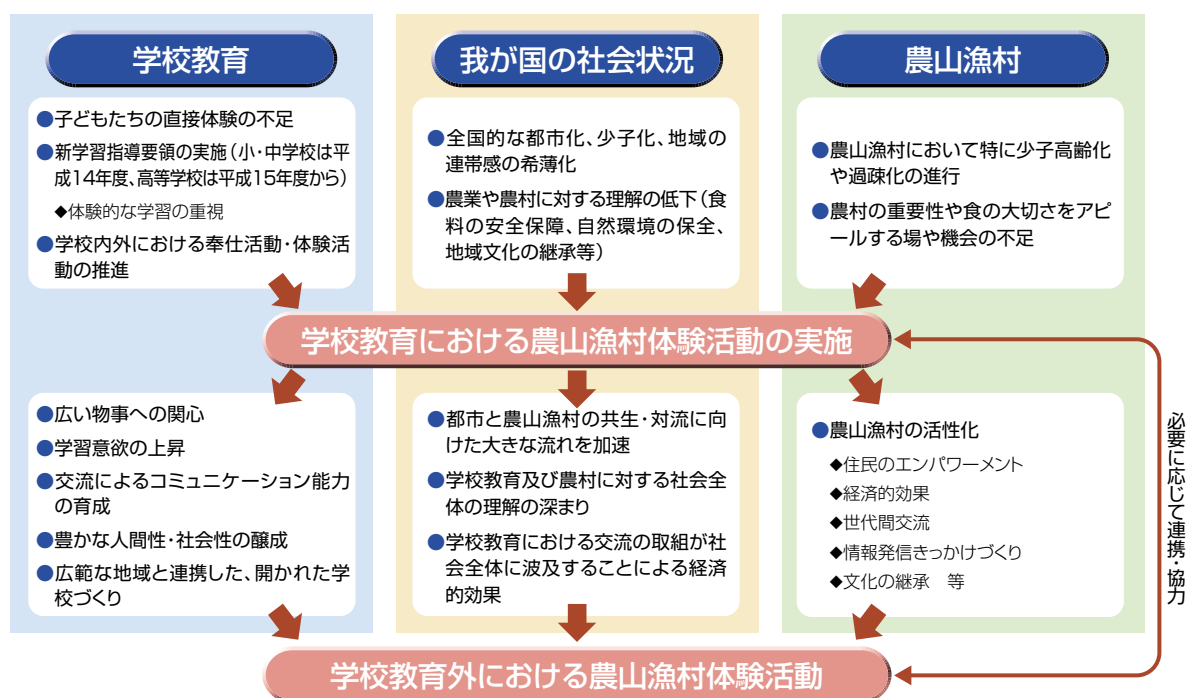 学校教育
●子どもたちの直接体験の不足
●新学習指導要領の実施(小・中学校は平
成14年度、高等学校は平成15年度から)
◆体験的な学習の重視
●学校内外における奉仕活動・体験活
動の推進
我が国の社会状況
●全国的な都市化、少子化、地域の
連帯感の希薄化
●農業や農村に対する理解の低下(食
料の安全保障、自然環境の保全、
地域文化の継承等)
農山漁村
●農山漁村において特に少子高齢化
や過疎化の進行
●農村の重要性や食の大切さをアピ
ールする場や機会の不足
学校教育における農山漁村体験活動の実施
●広い物事への関心
●学習意欲の上昇
●交流によるコミュニケーション能力
の育成
●豊かな人間性・社会性の醸成
●広範な地域と連携した、開かれた学
校づくり
●都市と農山漁村の共生・対流に向
けた大きな流れを加速
●学校教育及び農村に対する社会全
体の理解の深まり
●学校教育における交流の取組が社
会全体に波及することによる経済
的効果
●農山漁村の活性化
◆住民のエンパワーメント
◆経済的効果
◆世代間交流
◆情報発信きっかけづくり
◆文化の継承　等
必要に応じて連携・協力
学校教育外における農山漁村体験活動